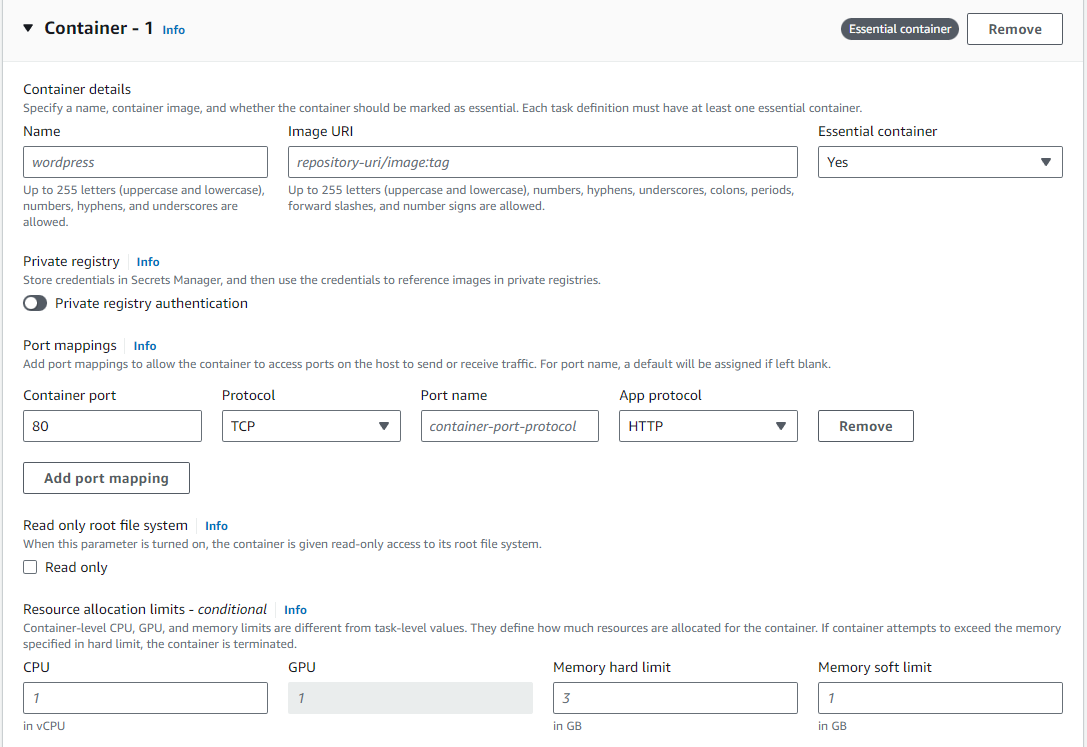 Container - 1 Info Essential container Remove
Container details
Specify a name, container image, and whether the container should be marked as essential. Each task definition must have at least one essential container.
Name Image URI Essential container
wordpress repository-uri/image:tag Yes
Up to 255 letters (uppercase and lowercase), numbers, hyphens, and underscores are allowed.
Up to 255 letters (uppercase and lowercase), numbers, hyphens, underscores, colons, periods, forward slashes, and number signs are allowed.
Private registry Info
Store credentials in Secrets Manager, and then use the credentials to reference images in private registries.
Private registry authentication
Port mappings Info
Add port mappings to allow the container to access ports on the host to send or receive traffic. For port name, a default will be assigned if left blank.
Container port Protocol Port name App protocol
80 TCP container-port-protocol HTTP Remove
Add port mapping
Read only root file system Info
When this parameter is turned on, the container is given read-only access to its root file system.
Read only
Resource allocation limits - conditional Info
Container-level CPU, GPU, and memory limits are different from task-level values. They define how much resources are allocated for the container. If container attempts to exceed the memory
specified in hard limit, the container is terminated.
CPU GPU Memory hard limit Memory soft limit
1 1 3 1
in vCPU in GB in GB